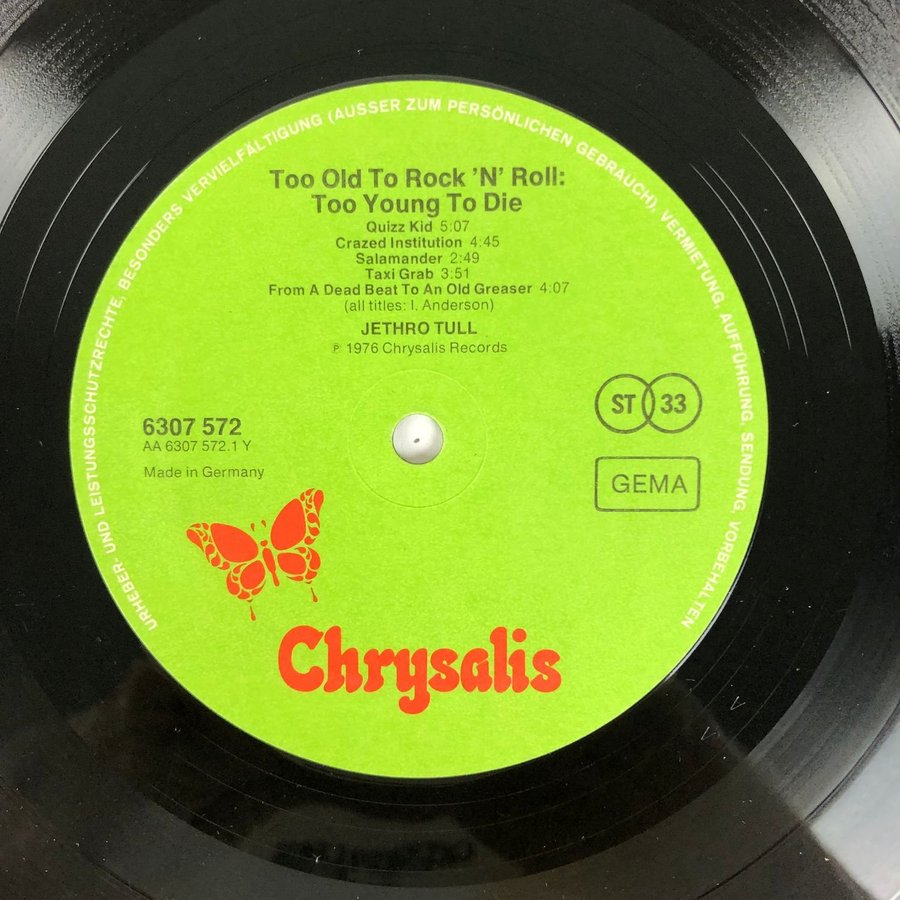 URHEBER- UND LEISTUNGSSCHUTZRECHTE, BESONDERS VERVIELFÄLTIGUNG (AUSSER ZUM PERSÖNLICHEN GEBRAUCH), VERMIETUNG, AUFFÜHRUNG, SENDUNG, VORBEHALTEN
Too Old To Rock 'N' Roll:
Too Young To Die
Quizz Kid 5:07
Crazed Institution 4:45
Salamander 2:49
Taxi Grab 3:51
From A Dead Beat To An Old Greaser 4:07
(all titles: I. Anderson)
JETHRO TULL
℗ 1976 Chrysalis Records
6307 572
AA 6307 572.1 Y
Made in Germany
ST 33
GEMA
Chrysalis